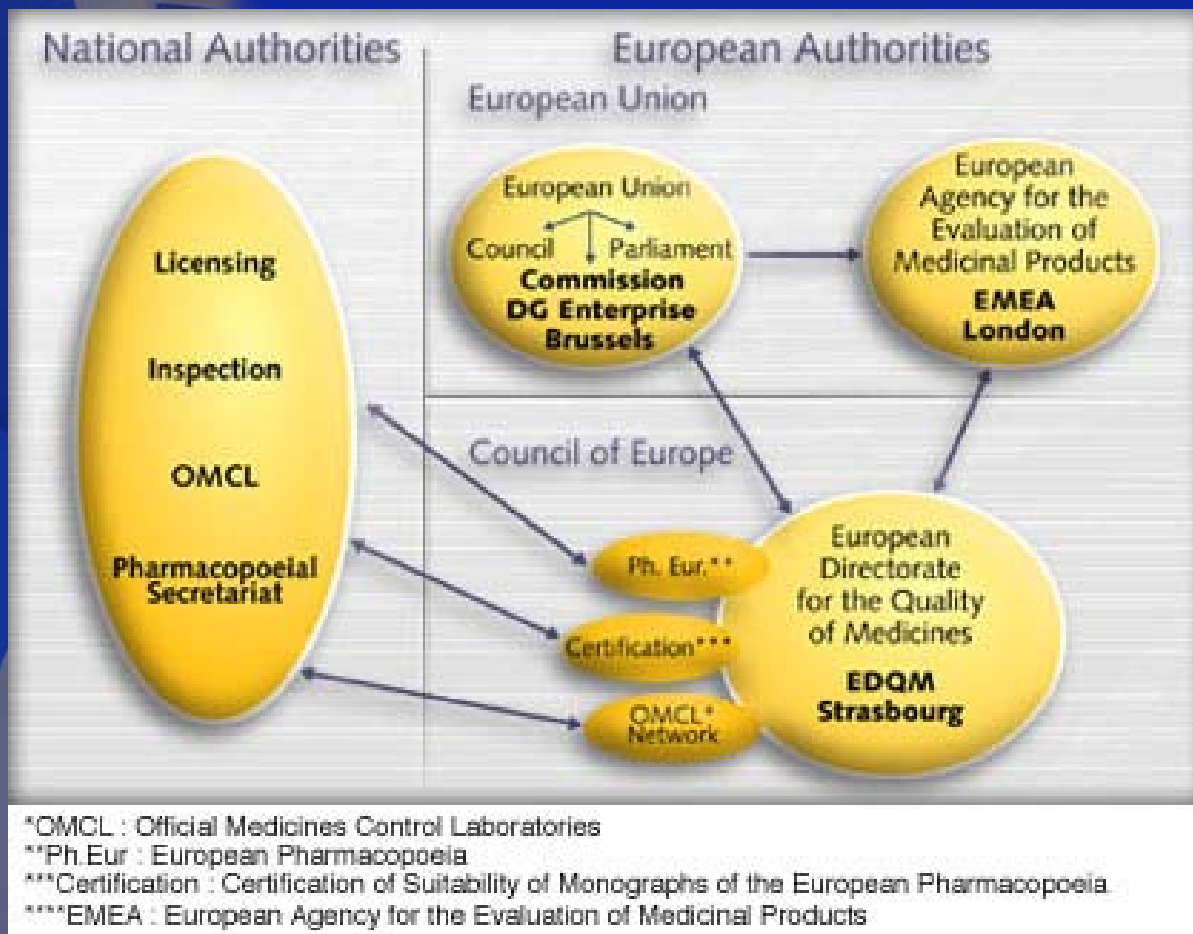 National Authorities
European Authorities
European Union
Licensing
Inspection
OMCL
Pharmacopoeial
Secretariat
European Union
Council
Parliament
Commission
DG Enterprise
Brussels
European
Agency for the
Evaluation of
Medicinal Products
EMEA
London
Council of Europe
Ph. Eur.**
Certification***
OMCL*
Network
European
Directorate
for the Quality
of Medicines
EDQM
Strasbourg
*OMCL : Official Medicines Control Laboratories
**Ph.Eur : European Pharmacopoeia
***Certification : Certification of Suitability of Monographs of the European Pharmacopoeia
****EMEA : European Agency for the Evaluation of Medicinal Products